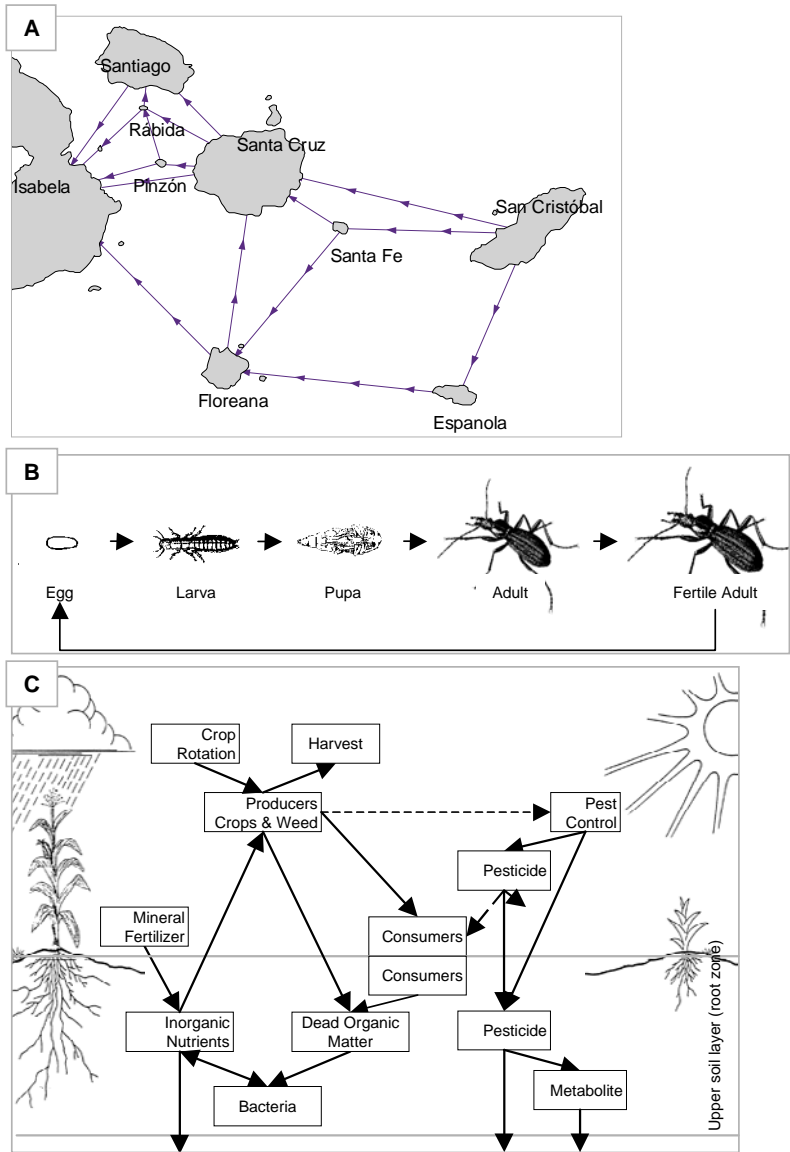 A
Santiago
Rábida
Santa Cruz
Isabela
Pinzón
San Cristóbal
Santa Fe
Floreana
Espanola
B
Egg
Larva
Pupa
Adult
Fertile Adult
C
Crop
Rotation
Harvest
Producers
Crops & Weed
Pest
Control
Pesticide
Mineral
Fertilizer
Consumers
Consumers
Inorganic
Nutrients
Dead Organic
Matter
Pesticide
Metabolite
Bacteria
Upper soil layer (root zone)